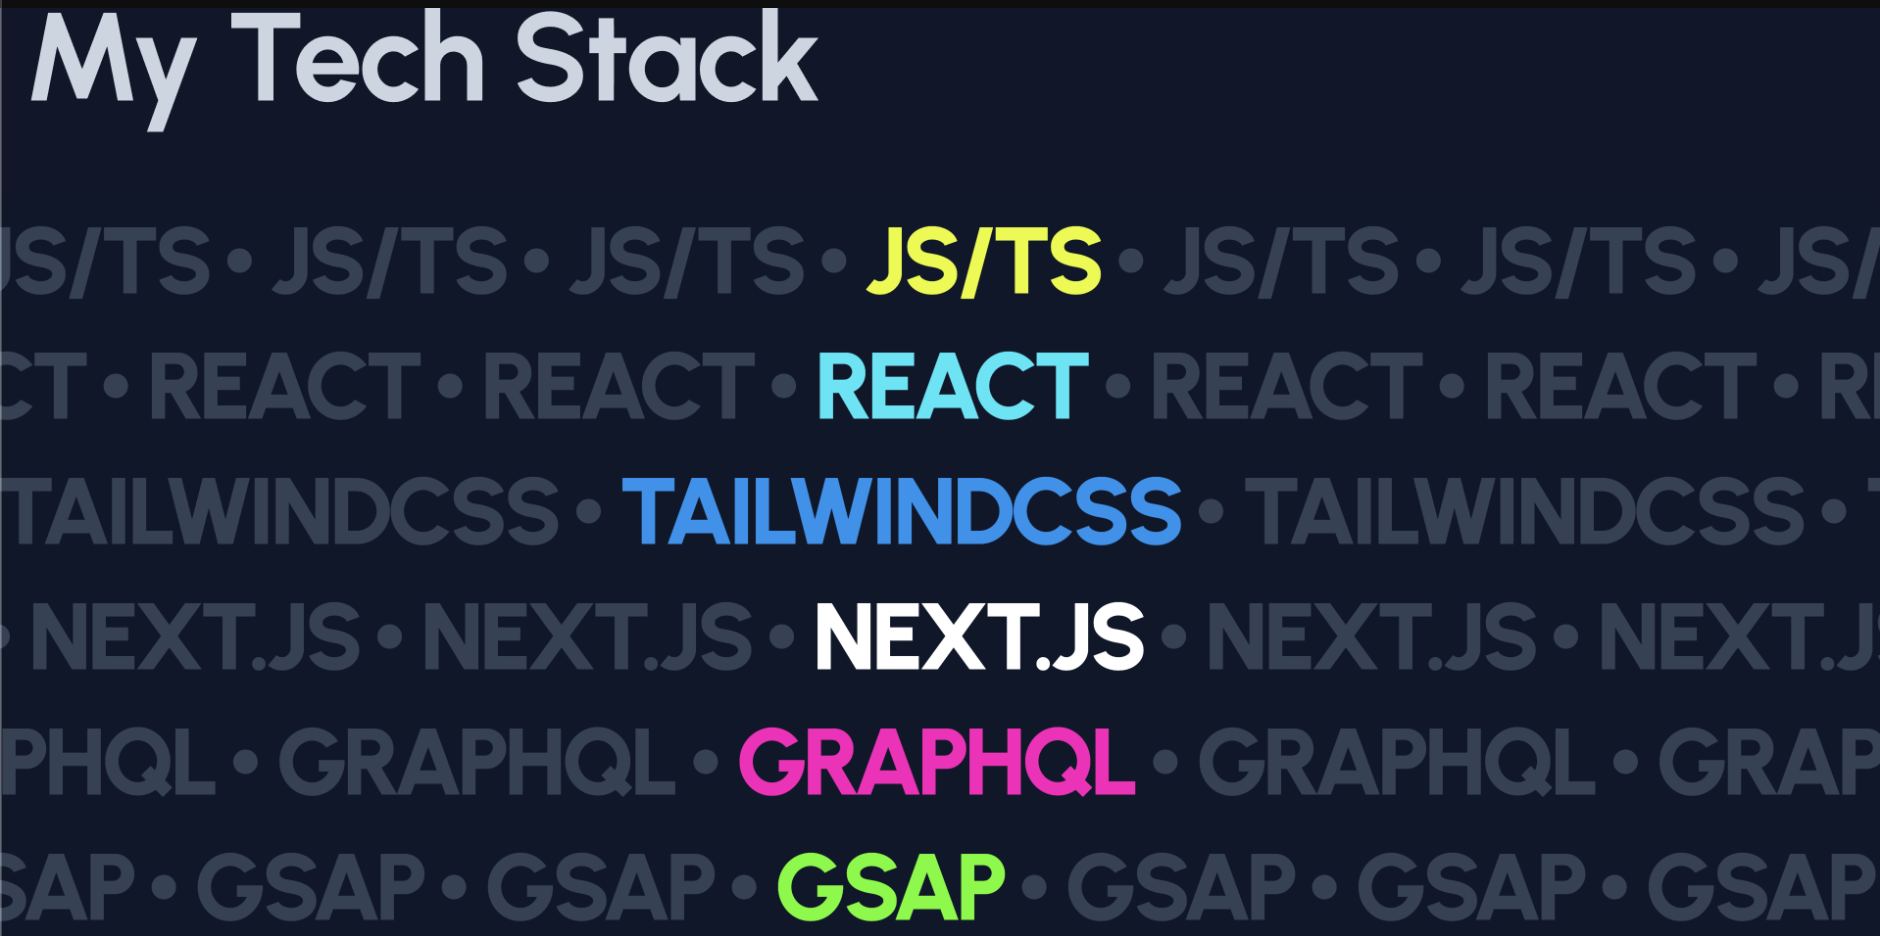 My Tech Stack
JS/TS • JS/TS • JS/TS • JS/TS • JS/TS • JS/TS • JS/
CT • REACT • REACT • REACT • REACT • REACT • RE
TAILWINDCSS • TAILWINDCSS • TAILWINDCSS • T
• NEXT.JS • NEXT.JS • NEXT.JS • NEXT.JS • NEXT.JS
PHQL • GRAPHQL • GRAPHQL • GRAPHQL • GRAP
SAP • GSAP • GSAP • GSAP • GSAP • GSAP • GSAP